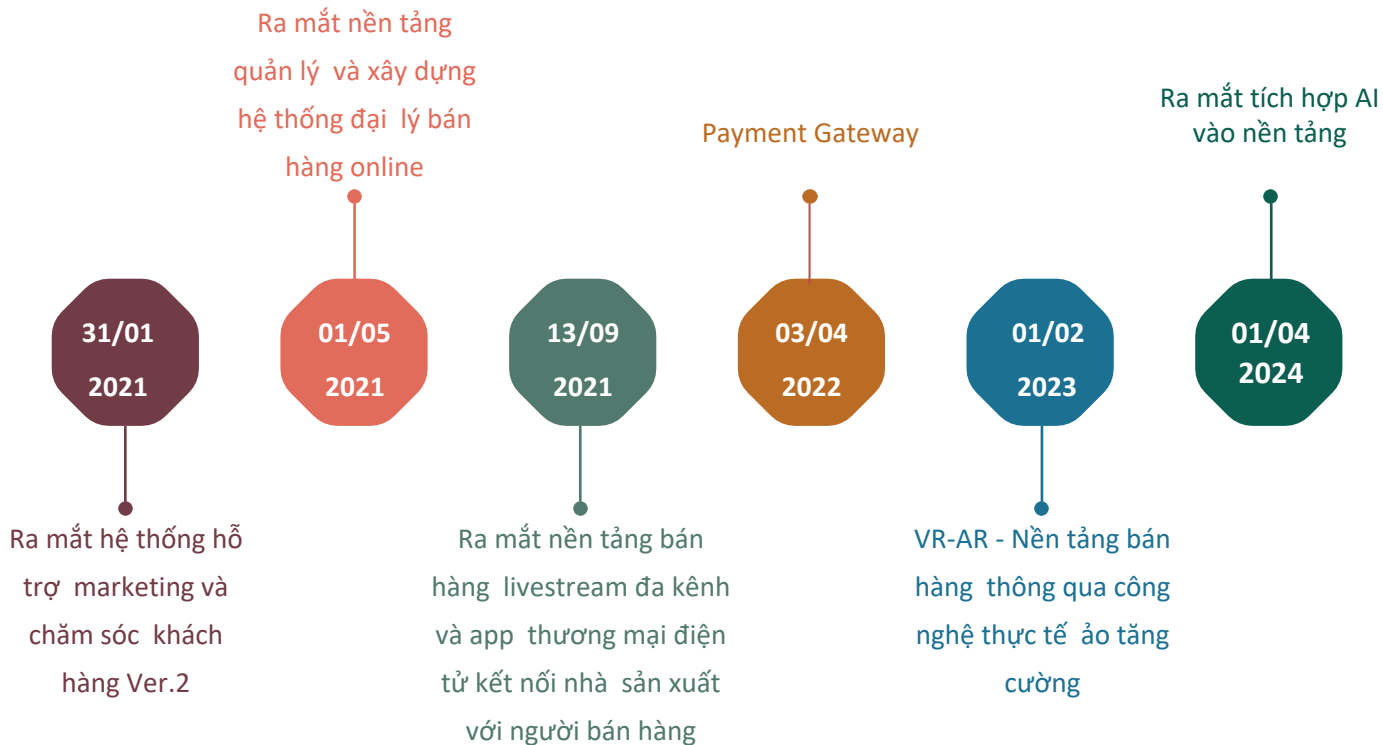 Ra mắt nền tảng
quản lý và xây dựng
hệ thống đại lý bán
hàng online
Payment Gateway
Ra mắt tích hợp AI
vào nền tảng
31/01
2021
01/05
2021
13/09
2021
03/04
2022
01/02
2023
01/04
2024
Ra mắt hệ thống hỗ
trợ marketing và
chăm sóc khách
hàng Ver.2
Ra mắt nền tảng bán
hàng livestream đa kênh
và app thương mại điện
tử kết nối nhà sản xuất
với người bán hàng
VR-AR - Nền tảng bán
hàng thông qua công
nghệ thực tế ảo tăng
cường